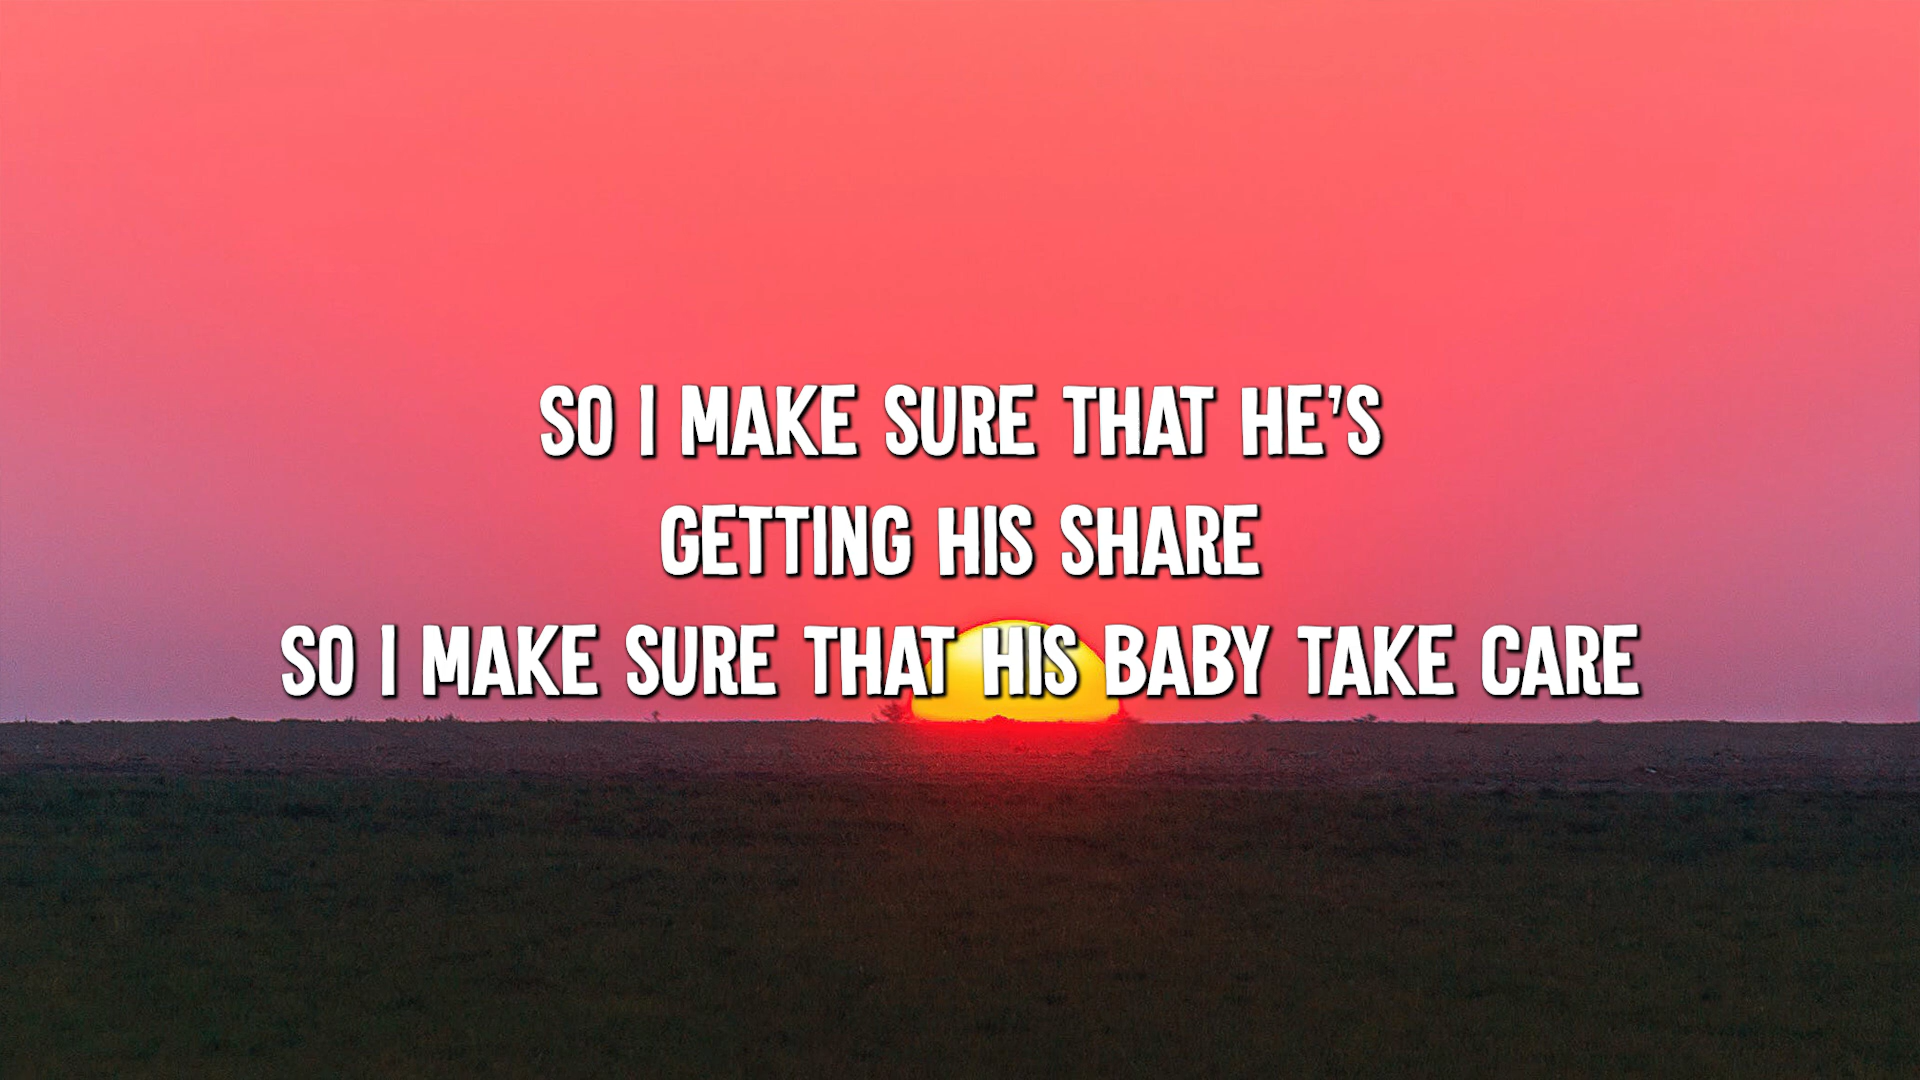 SO I MAKE SURE THAT HE'S
GETTING HIS SHARE
SO I MAKE SURE THAT HIS BABY TAKE CARE